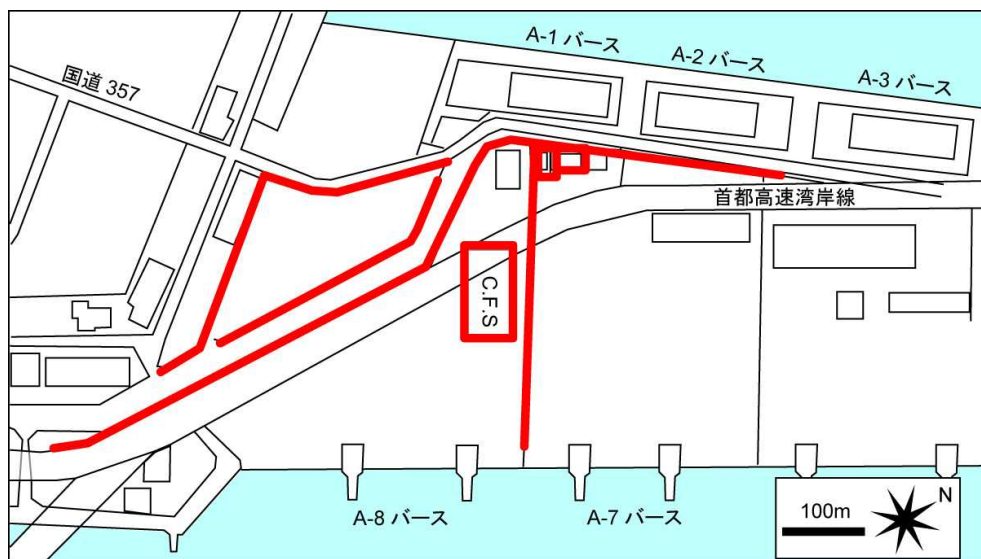 A-1 バース
A-2 バース
A-3 バース
国道 357
首都高速湾岸線
C.F.S
A-8 バース
A-7 バース
100m
N